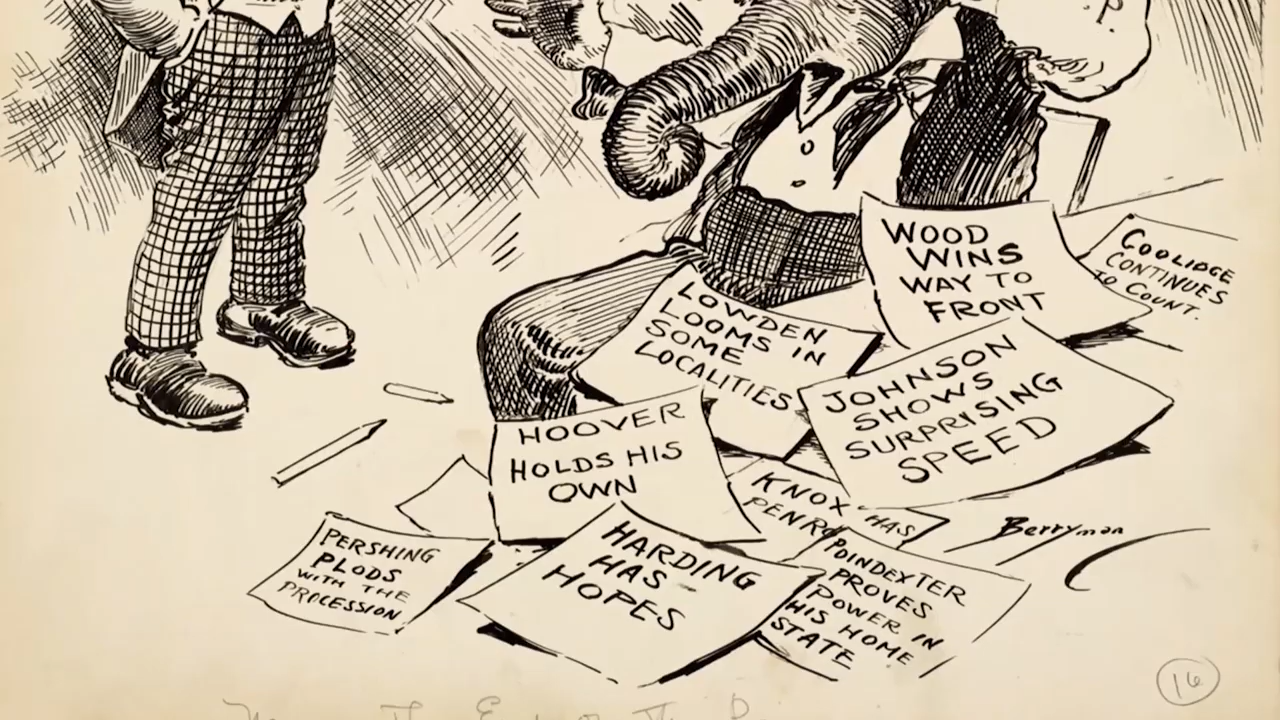 P
WOOD
WINS
WAY TO
FRONT
COOLIDGE
CONTINUES
TO COUNT.
LOWDEN
LOOMS IN
SOME
LOCALITIES
JOHNSON
SHOWS
SURPRISING
SPEED
HOOVER
HOLDS HIS
OWN
KNOX HAS
Berryman
PERSHING
PLODS
WITH THE
PROCESSION
HARDING
HAS
HOPES
POINDEXTER
PROVES
POWER IN
HIS HOME
STATE
16